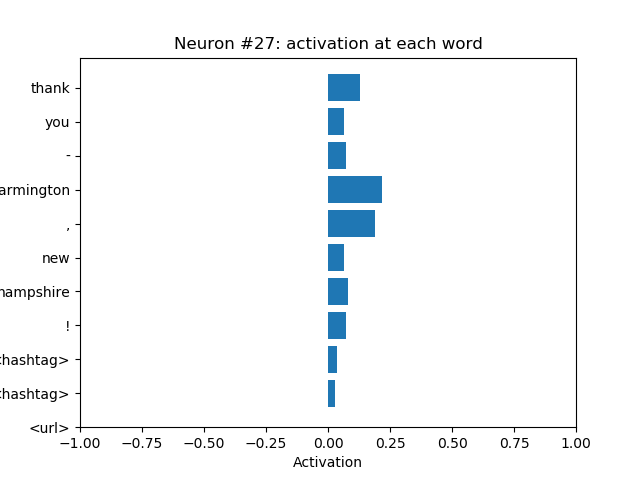 Neuron #27: activation at each word
thank
you
-
armington
,
new
hampshire
!
hashtag>
hashtag>
<url>
−1.00 −0.75 −0.50 −0.25 0.00 0.25 0.50 0.75 1.00
Activation